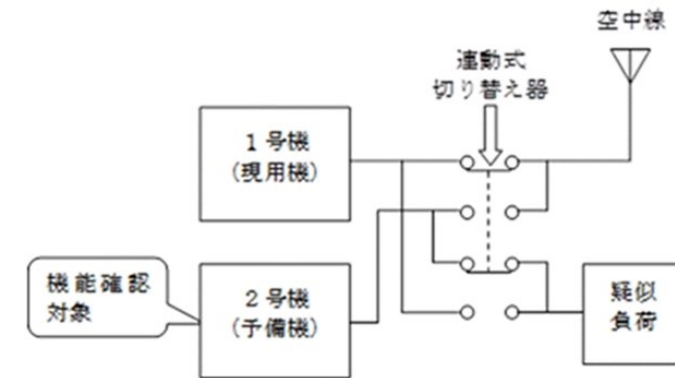 空中線
連動式
切り替え器
1号機
(現用機)
機能確認
対象
2号機
(予備機)
疑似
負荷